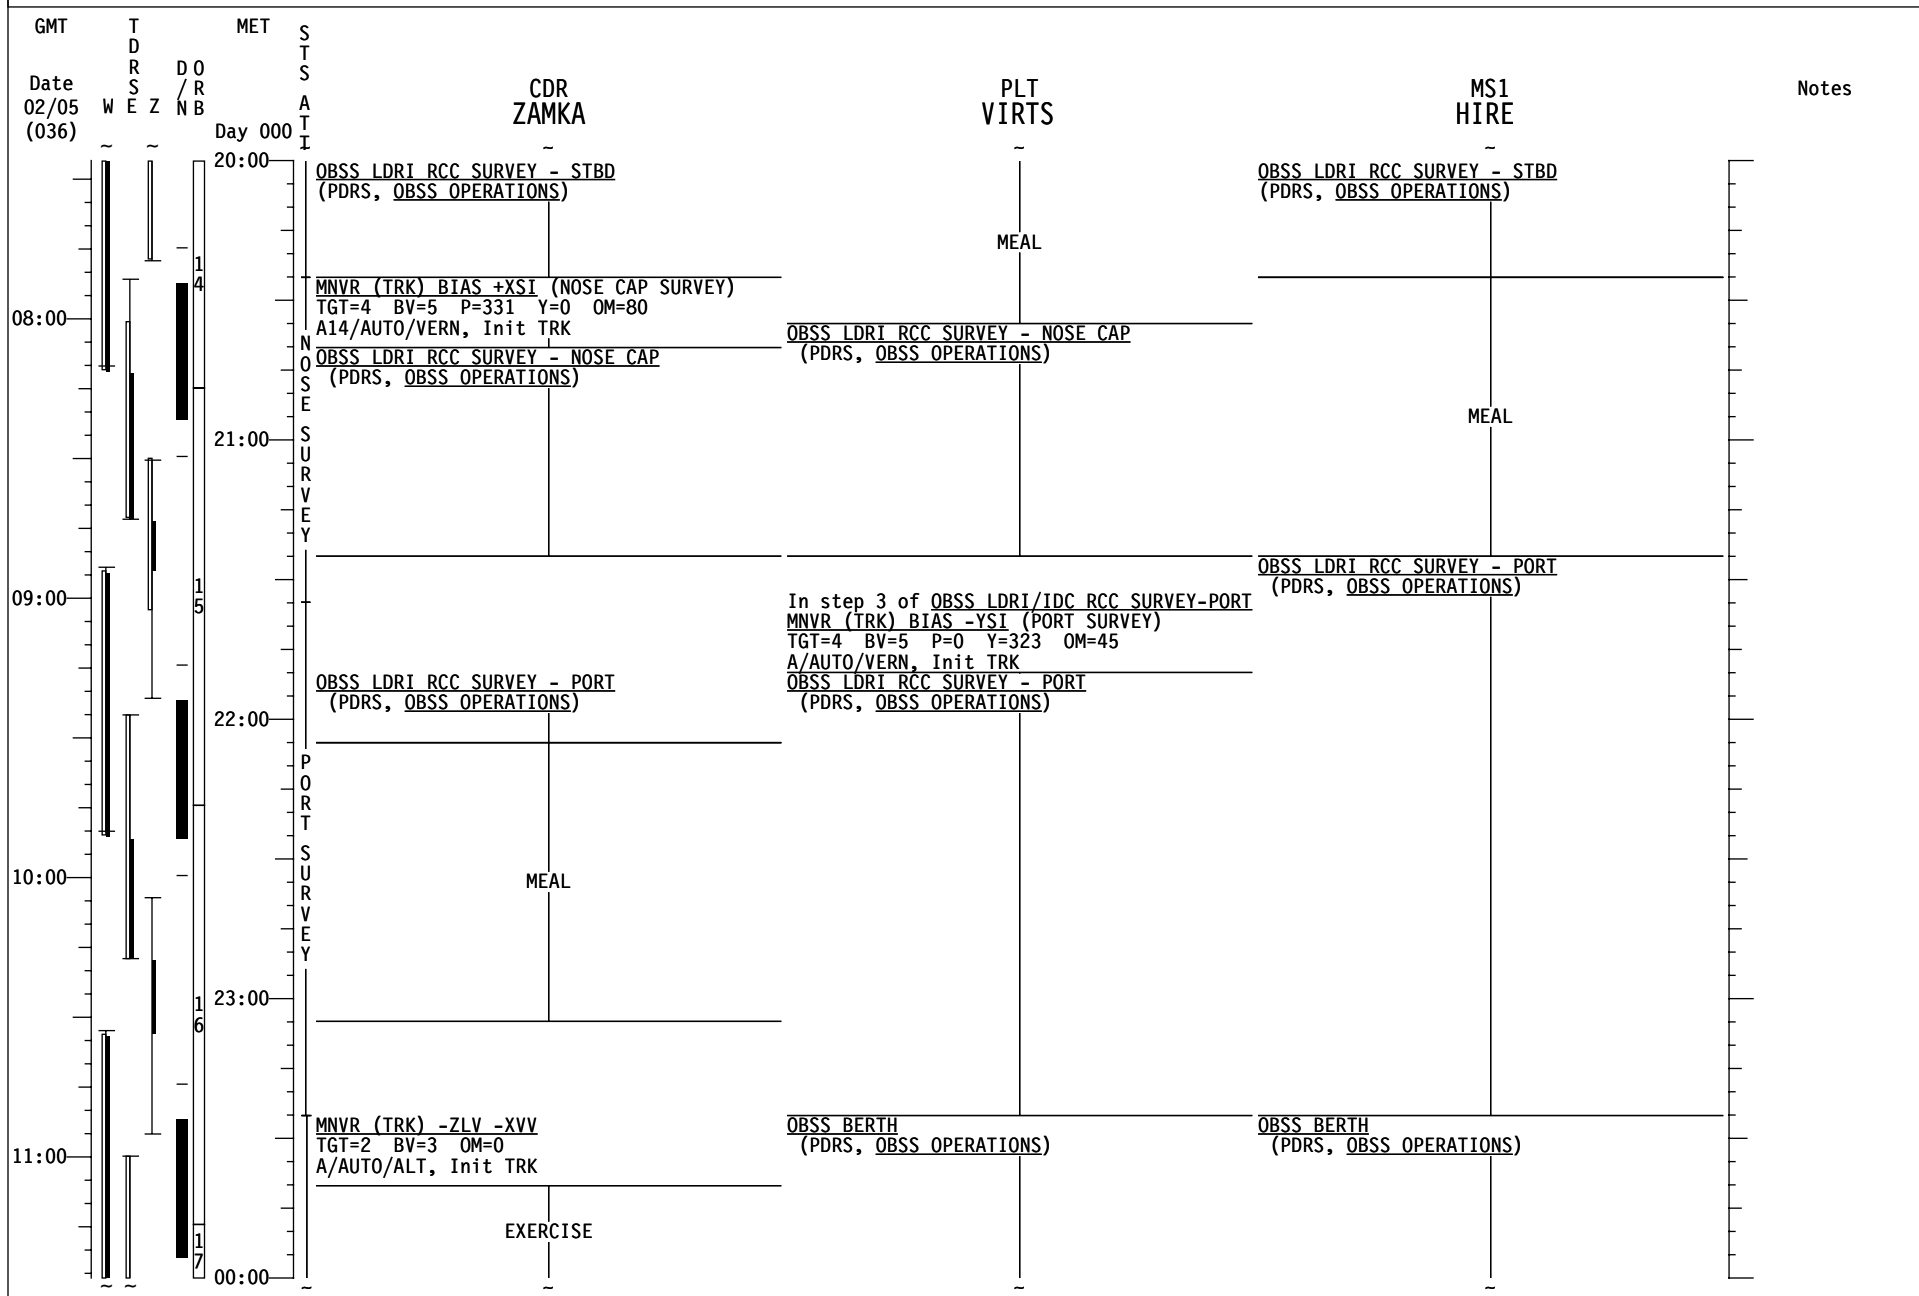 GMT
Date
02/05
(036)
TDRS
W E Z
D/N
ORB
MET
Day 000
STS ATT
CDR
ZAMKA
PLT
VIRTS
MS1
HIRE
Notes
~ ~ ~ ~ ~
20:00
OBSS LDRI RCC SURVEY - STBD
(PDRS, OBSS OPERATIONS)
MEAL
OBSS LDRI RCC SURVEY - STBD
(PDRS, OBSS OPERATIONS)
14
MNVR (TRK) BIAS +XSI (NOSE CAP SURVEY)
TGT=4 BV=5 P=331 Y=0 OM=80
A14/AUTO/VERN, Init TRK
08:00
OBSS LDRI RCC SURVEY - NOSE CAP
(PDRS, OBSS OPERATIONS)
OBSS LDRI RCC SURVEY - NOSE CAP
(PDRS, OBSS OPERATIONS)
NOSE SURVEY
MEAL
21:00
OBSS LDRI RCC SURVEY - PORT
(PDRS, OBSS OPERATIONS)
15
09:00
In step 3 of OBSS LDRI/IDC RCC SURVEY-PORT
MNVR (TRK) BIAS -YSI (PORT SURVEY)
TGT=4 BV=5 P=0 Y=323 OM=45
A/AUTO/VERN, Init TRK
OBSS LDRI RCC SURVEY - PORT
(PDRS, OBSS OPERATIONS)
OBSS LDRI RCC SURVEY - PORT
(PDRS, OBSS OPERATIONS)
22:00
PORT SURVEY
10:00
MEAL
23:00
16
MNVR (TRK) -ZLV -XVV
TGT=2 BV=3 OM=0
A/AUTO/ALT, Init TRK
OBSS BERTH
(PDRS, OBSS OPERATIONS)
OBSS BERTH
(PDRS, OBSS OPERATIONS)
11:00
EXERCISE
17
00:00
~ ~ ~ ~ ~ ~